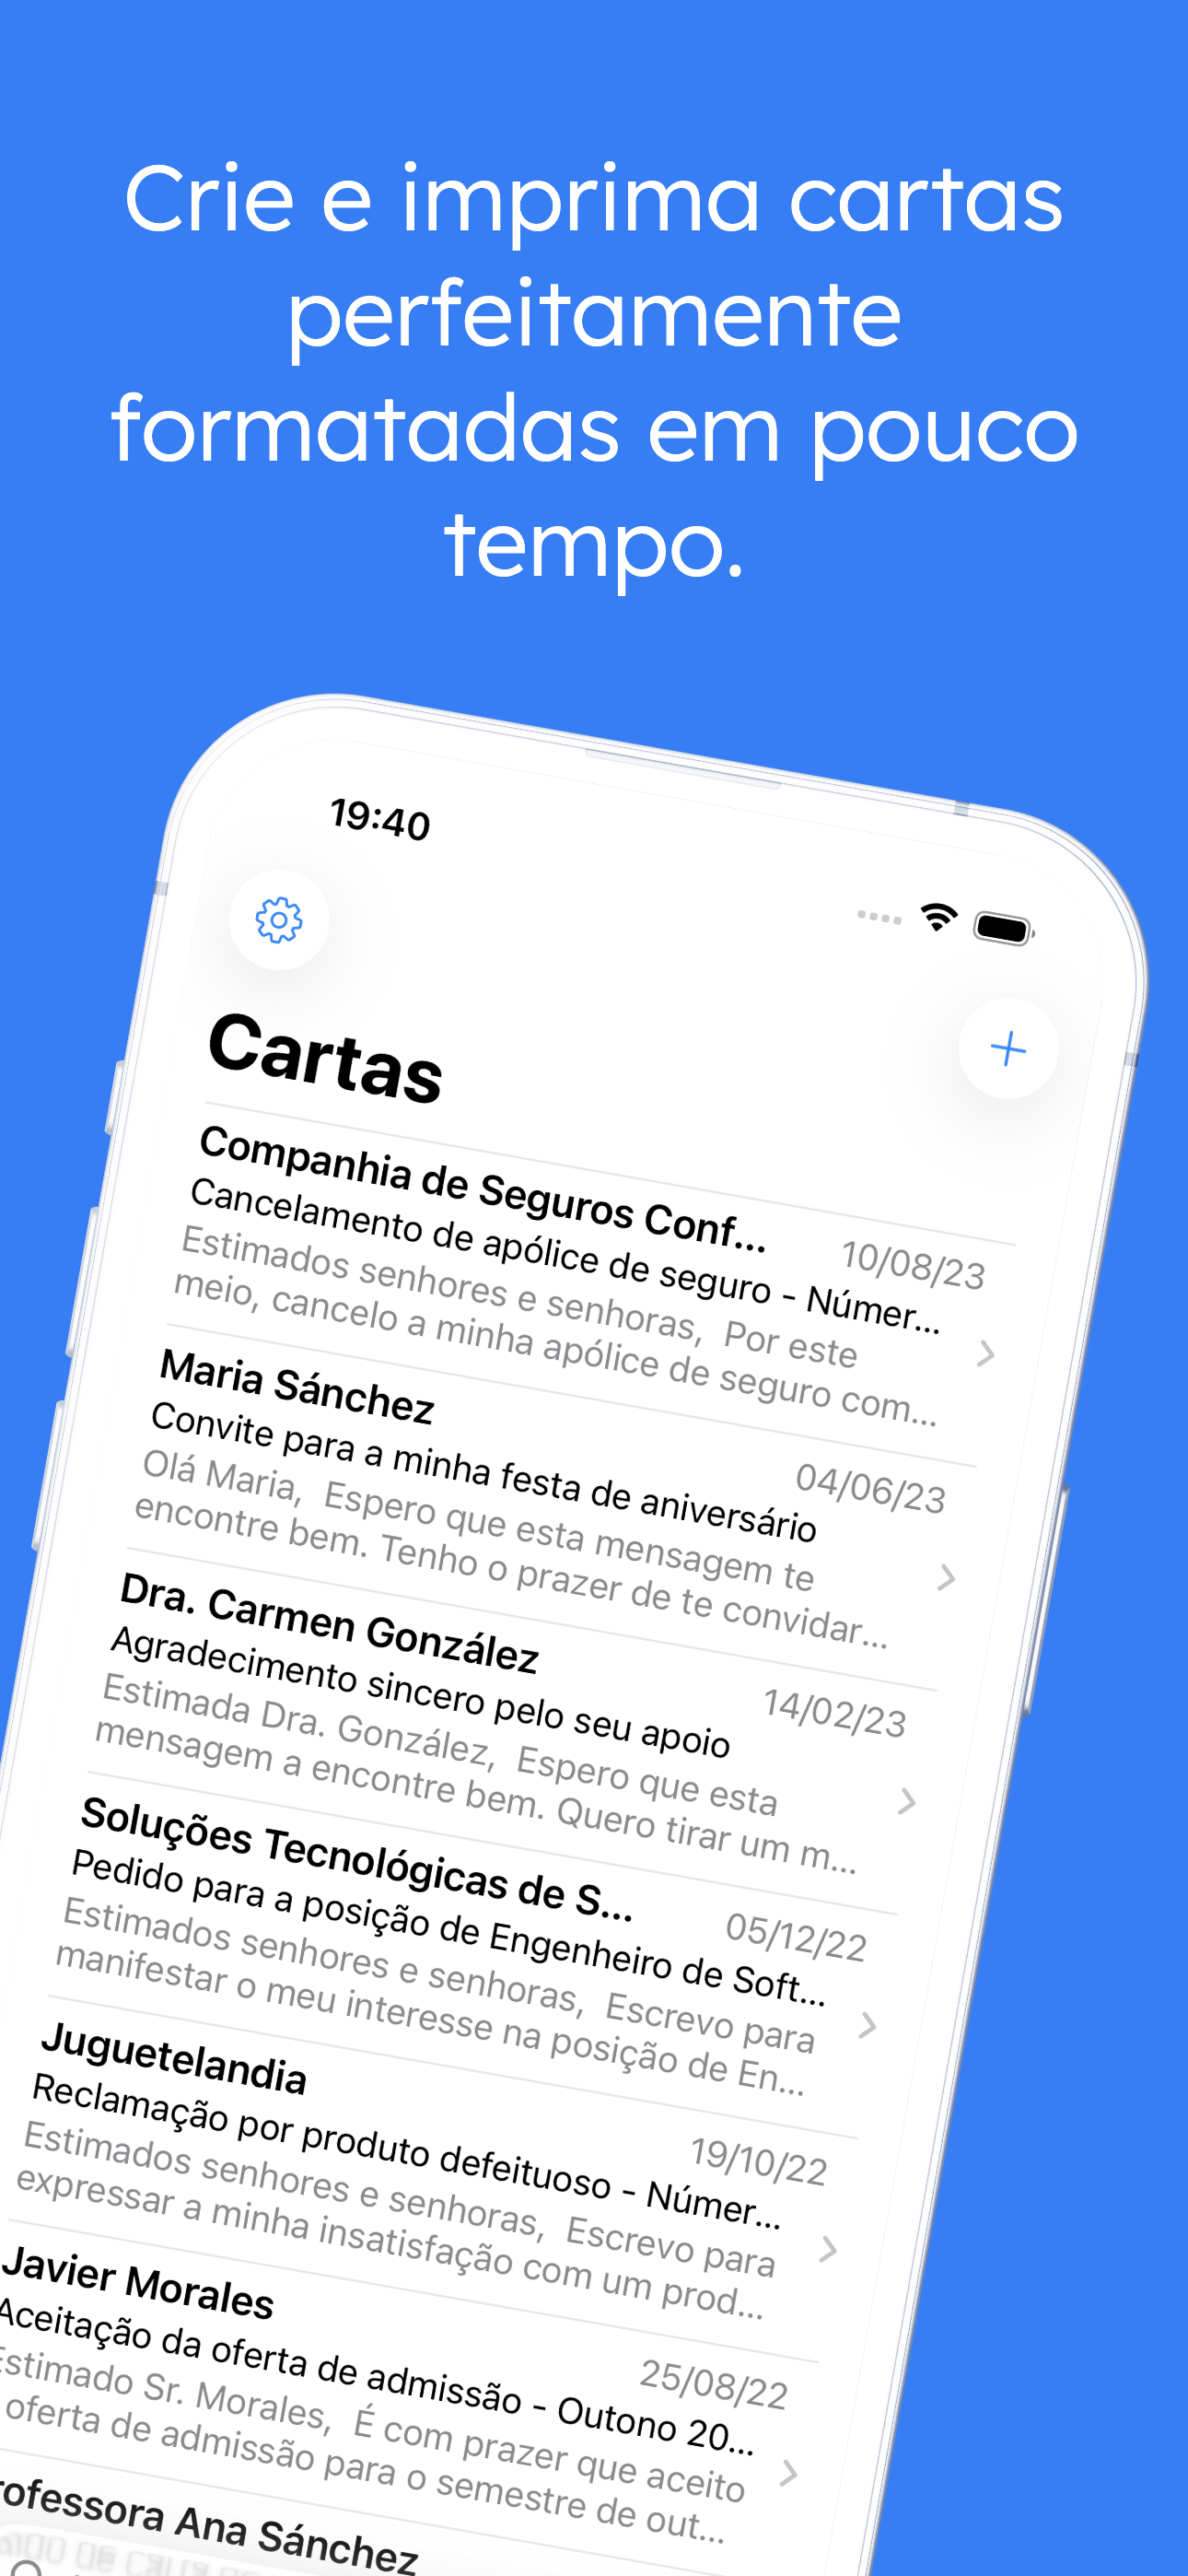 Crie e imprima cartas
perfeitamente
formatadas em pouco
tempo.
19:40
Cartas
Companhia de Seguros Conf...
10/08/23
Cancelamento de apólice de seguro - Númer...
Estimados senhores e senhoras, Por este
meio, cancelo a minha apólice de seguro com...
Maria Sánchez
04/06/23
Convite para a minha festa de aniversário
Olá Maria, Espero que esta mensagem te
encontre bem. Tenho o prazer de te convidar...
Dra. Carmen González
14/02/23
Agradecimento sincero pelo seu apoio
Estimada Dra. González, Espero que esta
mensagem a encontre bem. Quero tirar um m...
Soluções Tecnológicas de S...
05/12/22
Pedido para a posição de Engenheiro de Soft...
Estimados senhores e senhoras, Escrevo para
manifestar o meu interesse na posição de En...
Juguetelandia
19/10/22
Reclamação por produto defeituoso - Númer...
Estimados senhores e senhoras, Escrevo para
expressar a minha insatisfação com um prod...
Javier Morales
25/08/22
Aceitação da oferta de admissão - Outono 20...
Estimado Sr. Morales, É com prazer que aceito
oferta de admissão para o semestre de out...
rofessora Ana Sánchez